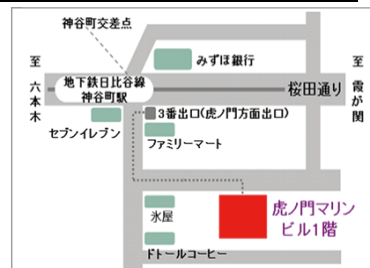 神谷町交差点
至 六本木
みずほ銀行
至 霞が関
地下鉄日比谷線
神谷町駅
桜田通り
3番出口(虎ノ門方面出口)
セブンイレブン
ファミリーマート
氷屋
虎ノ門マリン
ビル1階
ドトールコーヒー